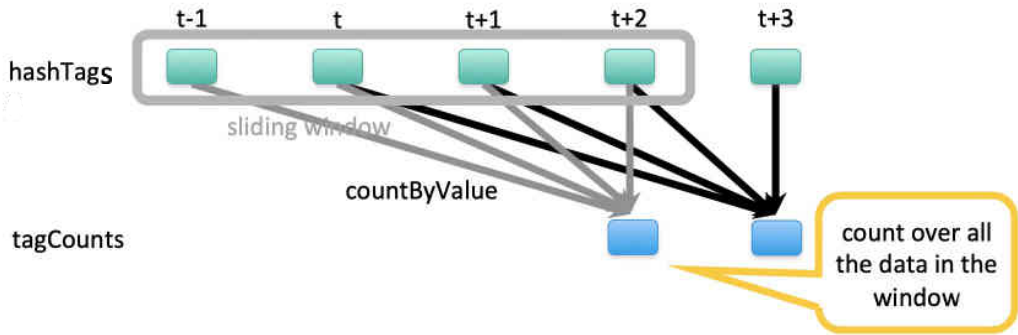 t-1 t t+1 t+2 t+3
hashTags
sliding window
countByValue
tagCounts
count over all
the data in the
window